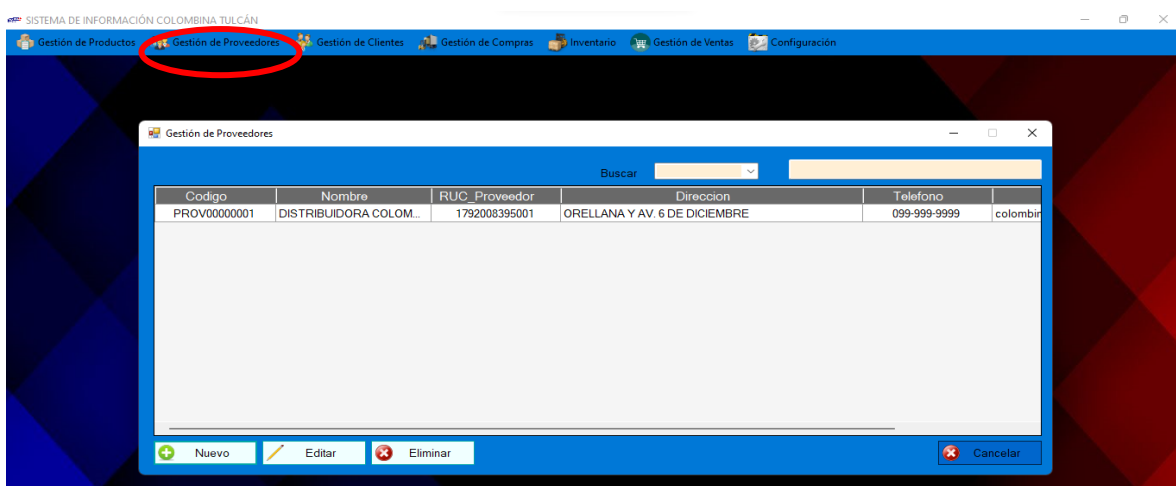 SISTEMA DE INFORMACIÓN COLOMBINA TULCÁN
Gestión de Productos Gestión de Proveedores Gestión de Clientes Gestión de Compras Inventario Gestión de Ventas Configuración
Gestión de Proveedores
Buscar
Codigo Nombre RUC_Proveedor Direccion Telefono
PROV00000001 DISTRIBUIDORA COLOM... 1792008395001 ORELLANA Y AV. 6 DE DICIEMBRE 099-999-9999 colombin
Nuevo Editar Eliminar Cancelar